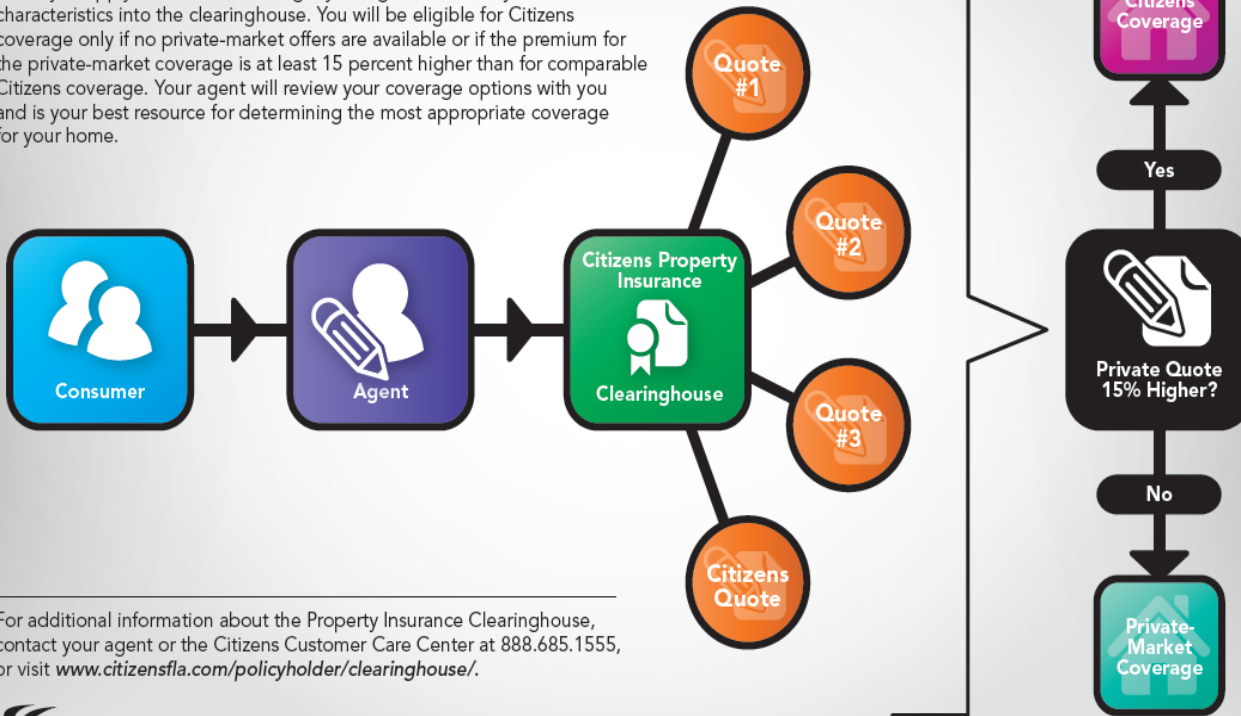 characteristics into the clearinghouse. You will be eligible for Citizens
coverage only if no private-market offers are available or if the premium for
the private-market coverage is at least 15 percent higher than for comparable
Citizens coverage. Your agent will review your coverage options with you
and is your best resource for determining the most appropriate coverage
for your home.
Quote
#1
Citizens
Coverage
Yes
Quote
#2
Consumer
Agent
Citizens Property
Insurance
Clearinghouse
Private Quote
15% Higher?
Quote
#3
No
Citizens
Quote
Private-
Market
Coverage
For additional information about the Property Insurance Clearinghouse,
contact your agent or the Citizens Customer Care Center at 888.685.1555,
or visit www.citizensfla.com/policyholder/clearinghouse/.